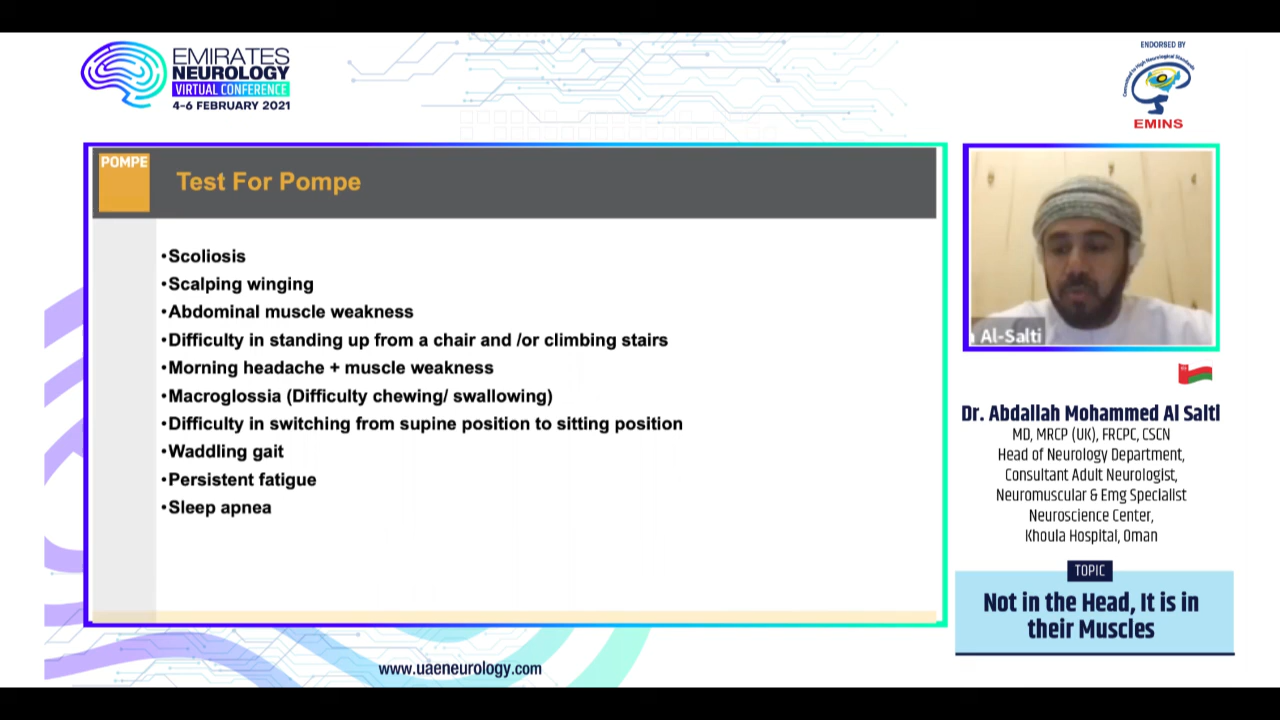 EMIRATES
NEUROLOGY
VIRTUAL CONFERENCE
4-6 FEBRUARY 2021
ENDORSED BY
EMINS
POMPE
Test For Pompe
•Scoliosis
•Scalping winging
•Abdominal muscle weakness
•Difficulty in standing up from a chair and /or climbing stairs
•Morning headache + muscle weakness
•Macroglossia (Difficulty chewing/ swallowing)
•Difficulty in switching from supine position to sitting position
•Waddling gait
•Persistent fatigue
•Sleep apnea
Al-Salti
Dr. Abdallah Mohammed Al Saltl
MD, MRCP (UK), FRCPC, CSCN
Head of Neurology Department,
Consultant Adult Neurologist,
Neuromuscular & Emg Specialist
Neuroscience Center,
Khoula Hospital, Oman
TOPIC
Not in the Head, It is in
their Muscles
www.uaeneurology.com